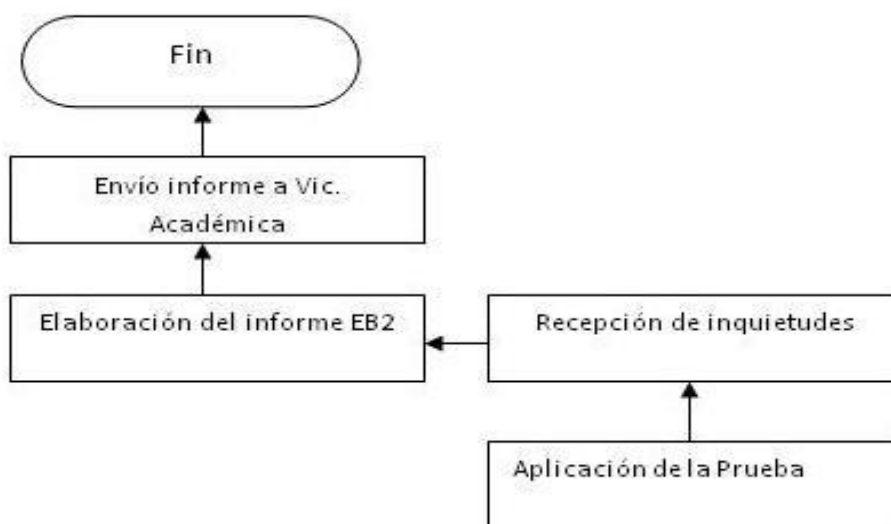 Fin
Envío informe a Vic.
Académica
Elaboración del informe EB2
Recepción de inquietudes
Aplicación de la Prueba